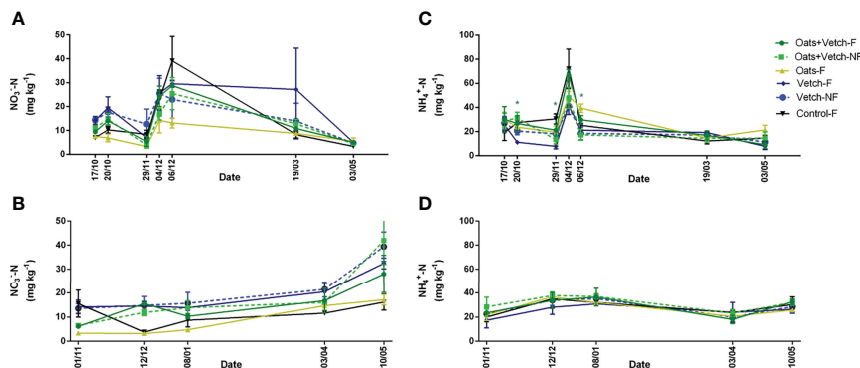 A
NO₃⁻-N
(mg kg⁻¹)
50
40
30
20
10
0
17/10
20/10
29/11
04/12
06/12
19/03
03/05
Date
C
NH₄⁺-N
(mg kg⁻¹)
100
80
60
40
20
0
* * *
17/10
20/10
29/11
04/12
06/12
19/03
03/05
Date
Oats+Vetch-F
Oats+Vetch-NF
Oats-F
Vetch-F
Vetch-NF
Control-F
B
NC₃⁻-N
(mg kg⁻¹)
50
40
30
20
10
0
01/11
12/12
08/01
03/04
10/05
Date
D
NH₄⁺-N
(mg kg⁻¹)
100
80
60
40
20
0
01/11
12/12
08/01
03/04
10/05
Date